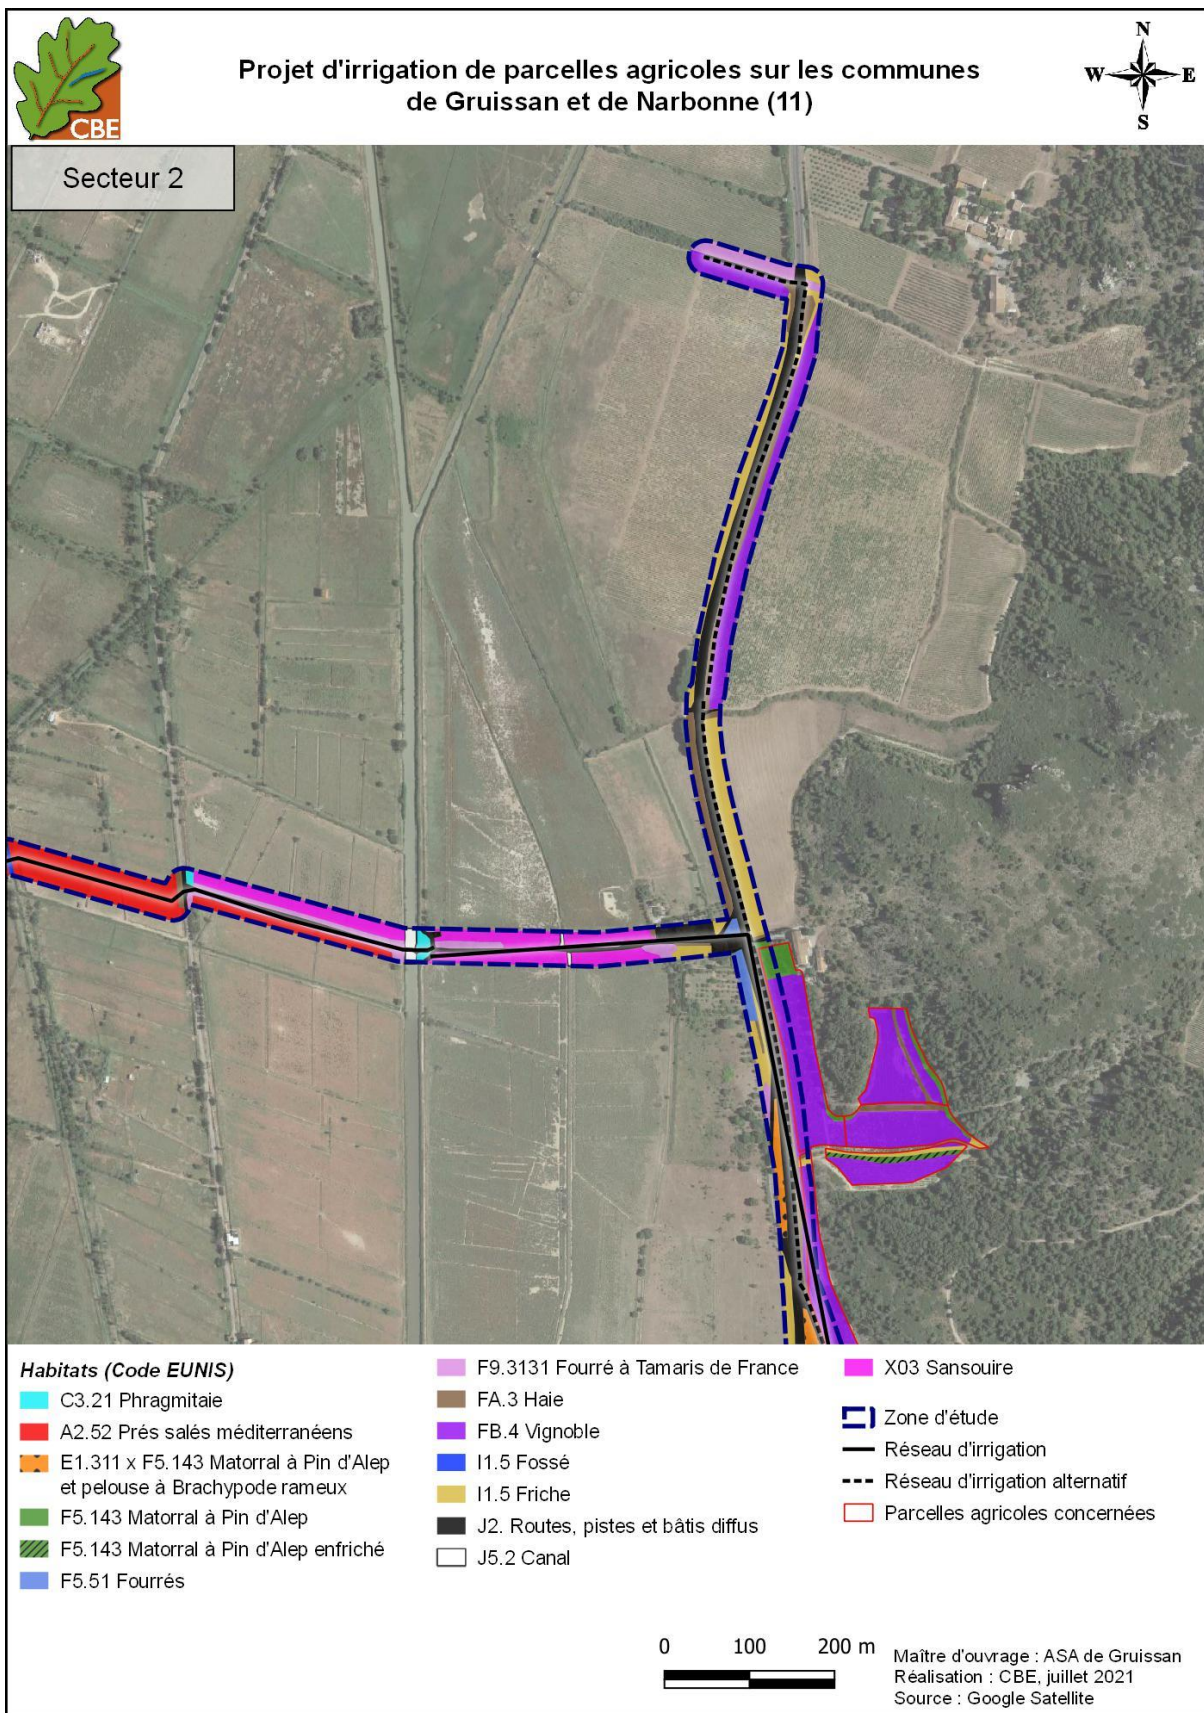 CBE
Projet d'irrigation de parcelles agricoles sur les communes
de Gruissan et de Narbonne (11)
N
W
E
S
Secteur 2
Habitats (Code EUNIS)
C3.21 Phragmitaie
A2.52 Prés salés méditerranéens
E1.311 x F5.143 Matorral à Pin d'Alep
et pelouse à Brachypode rameux
F5.143 Matorral à Pin d'Alep
F5.143 Matorral à Pin d'Alep enfriché
F5.51 Fourrés
F9.3131 Fourré à Tamaris de France
FA.3 Haie
FB.4 Vignoble
I1.5 Fossé
I1.5 Friche
J2. Routes, pistes et bâtis diffus
J5.2 Canal
X03 Sansouire
Zone d'étude
Réseau d'irrigation
Réseau d'irrigation alternatif
Parcelles agricoles concernées
0 100 200 m
Maître d'ouvrage : ASA de Gruissan
Réalisation : CBE, juillet 2021
Source : Google Satellite